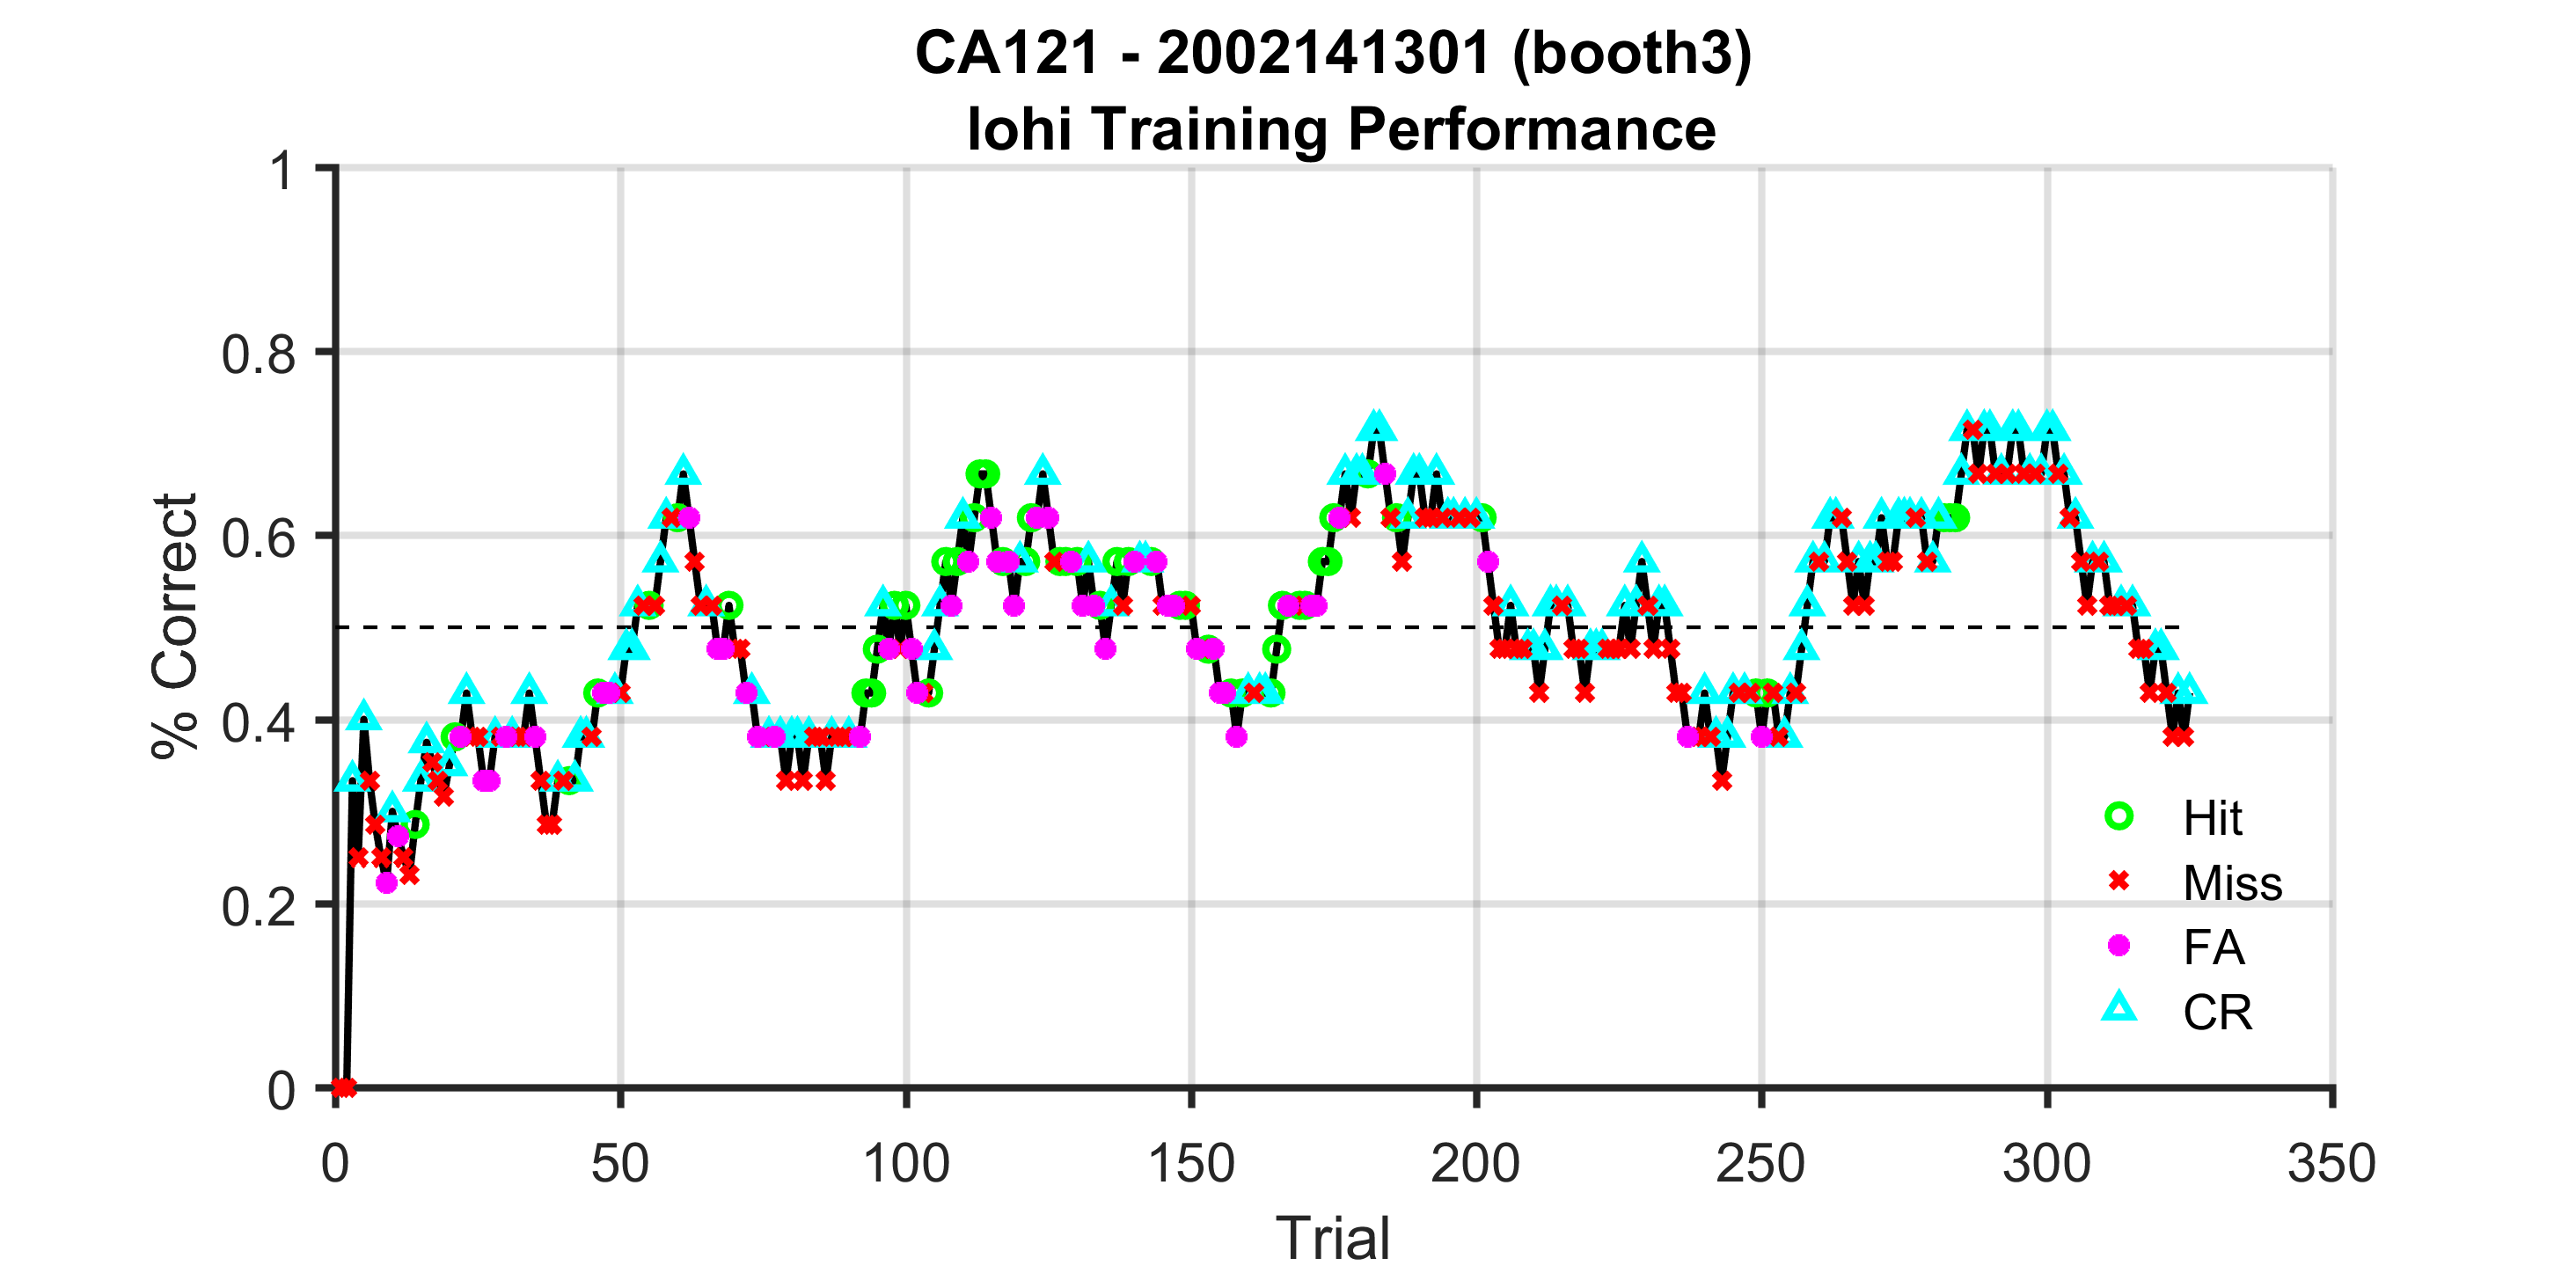 CA121 - 2002141301 (booth3)
lohi Training Performance
% Correct
1
0.8
0.6
0.4
0.2
0
0 50 100 150 200 250 300 350
Trial
Hit
Miss
FA
CR